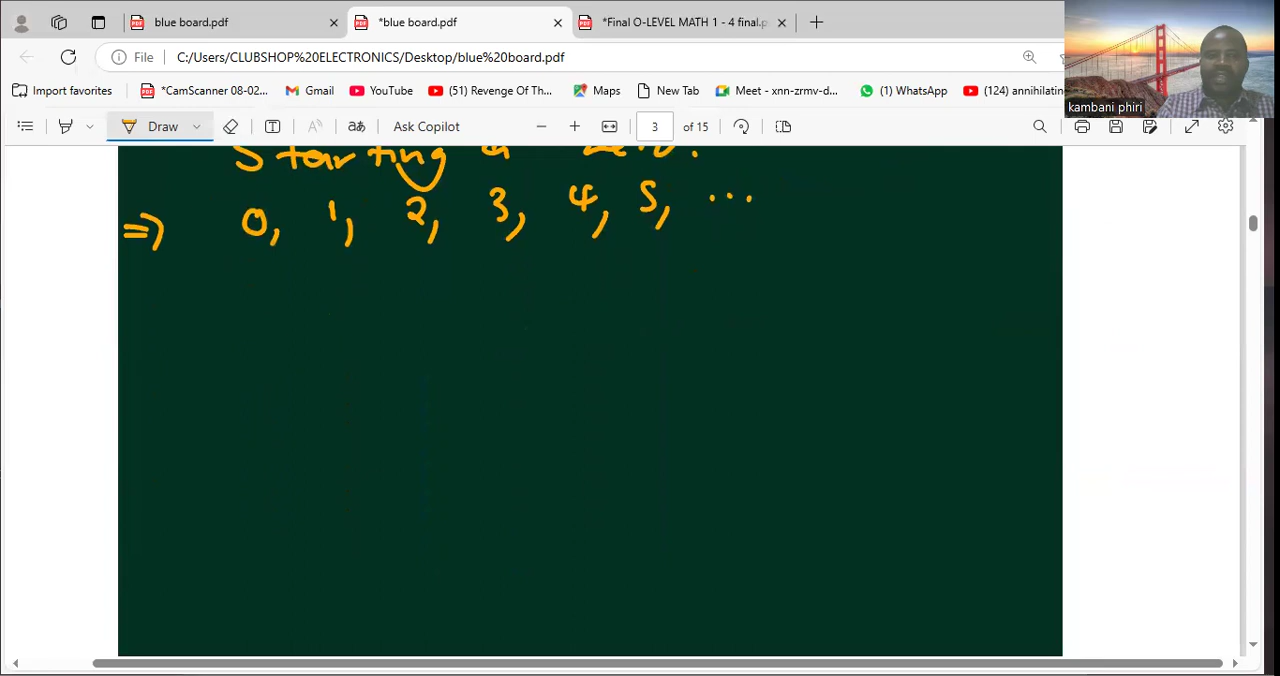 blue board.pdf
*blue board.pdf
*Final O-LEVEL MATH 1 - 4 final.p
File
C:/Users/CLUBSHOP%20ELECTRONICS/Desktop/blue%20board.pdf
Import favorites
*CamScanner 08-02...
Gmail
YouTube
(51) Revenge Of Th...
Maps
New Tab
Meet - xnn-zrmv-d...
(1) WhatsApp
(124) annihilatin
kambani phiri
Draw
aあ
Ask Copilot
3 of 15
Starting
⇒ 0, 1, 2, 3, 4, 5, ...